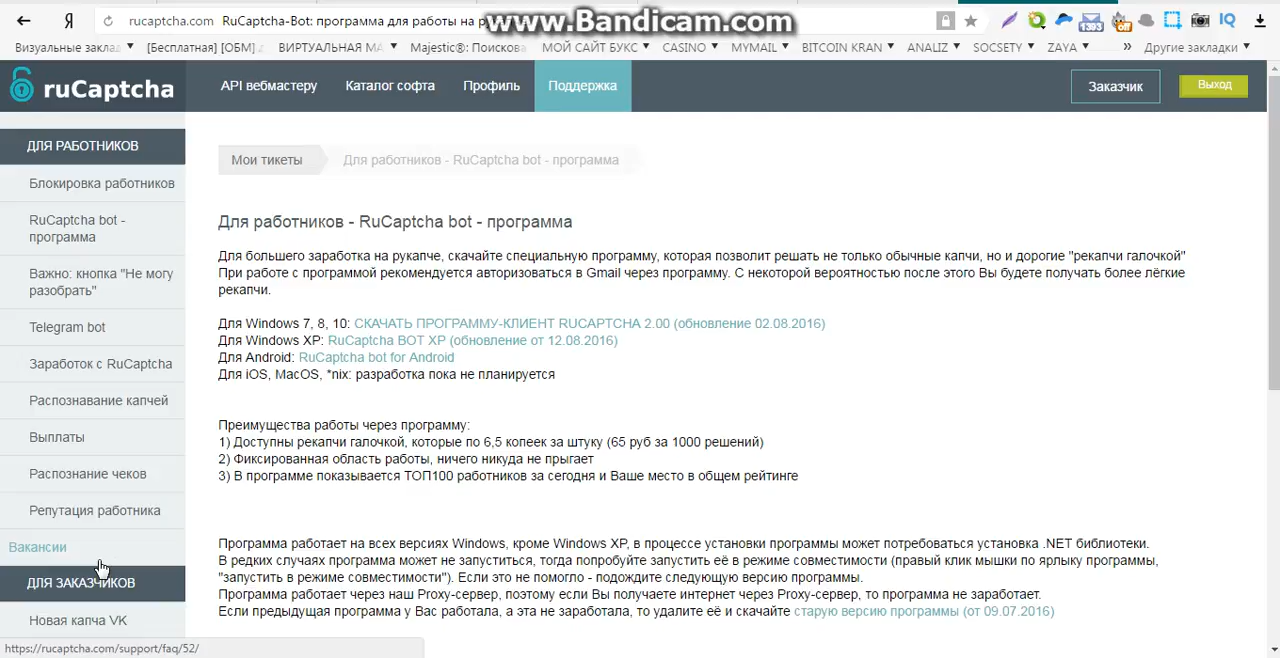 rucaptcha.com RuCaptcha-Bot: программа для работы на р
www.Bandicam.com
Визуальные заклад
[Бесплатная] [ОБМ]
ВИРТУАЛЬНАЯ МА
Majestic®: Поискова
МОЙ САЙТ БУКС
CASINO
MYMAIL
BITCOIN KRAN
ANALIZ
SOCSETY
ZAYA
» Другие закладки
1393
off
IQ
ruCaptcha
API вебмастеру
Каталог софта
Профиль
Поддержка
Заказчик
Выход
ДЛЯ РАБОТНИКОВ
Блокировка работников
RuCaptcha bot -
программа
Важно: кнопка "Не могу
разобрать"
Telegram bot
Заработок с RuCaptcha
Распознавание капчей
Выплаты
Распознание чеков
Репутация работника
Вакансии
ДЛЯ ЗАКАЗЧИКОВ
Новая капча VK
https://rucaptcha.com/support/faq/52/
Мои тикеты
Для работников - RuCaptcha bot - программа
Для работников - RuCaptcha bot - программа
Для большего заработка на рукапче, скачайте специальную программу, которая позволит решать не только обычные капчи, но и дорогие "рекапчи галочкой"
При работе с программой рекомендуется авторизоваться в Gmail через программу. С некоторой вероятностью после этого Вы будете получать более лёгкие
рекапчи.
Для Windows 7, 8, 10: СКАЧАТЬ ПРОГРАММУ-КЛИЕНТ RUCAPTCHA 2.00 (обновление 02.08.2016)
Для Windows XP: RuCaptcha BOT XP (обновление от 12.08.2016)
Для Android: RuCaptcha bot for Android
Для iOS, MacOS, *nix: разработка пока не планируется
Преимущества работы через программу:
1) Доступны рекапчи галочкой, которые по 6,5 копеек за штуку (65 руб за 1000 решений)
2) Фиксированная область работы, ничего никуда не прыгает
3) В программе показывается ТОП100 работников за сегодня и Ваше место в общем рейтинге
Программа работает на всех версиях Windows, кроме Windows XP, в процессе установки программы может потребоваться установка .NET библиотеки.
В редких случаях программа может не запуститься, тогда попробуйте запустить её в режиме совместимости (правый клик мышки по ярлыку программы,
"запустить в режиме совместимости"). Если это не помогло - подождите следующую версию программы.
Программа работает через наш Proxy-сервер, поэтому если Вы получаете интернет через Proxy-сервер, то программа не заработает.
Если предыдущая программа у Вас работала, а эта не заработала, то удалите её и скачайте старую версию программы (от 09.07.2016)